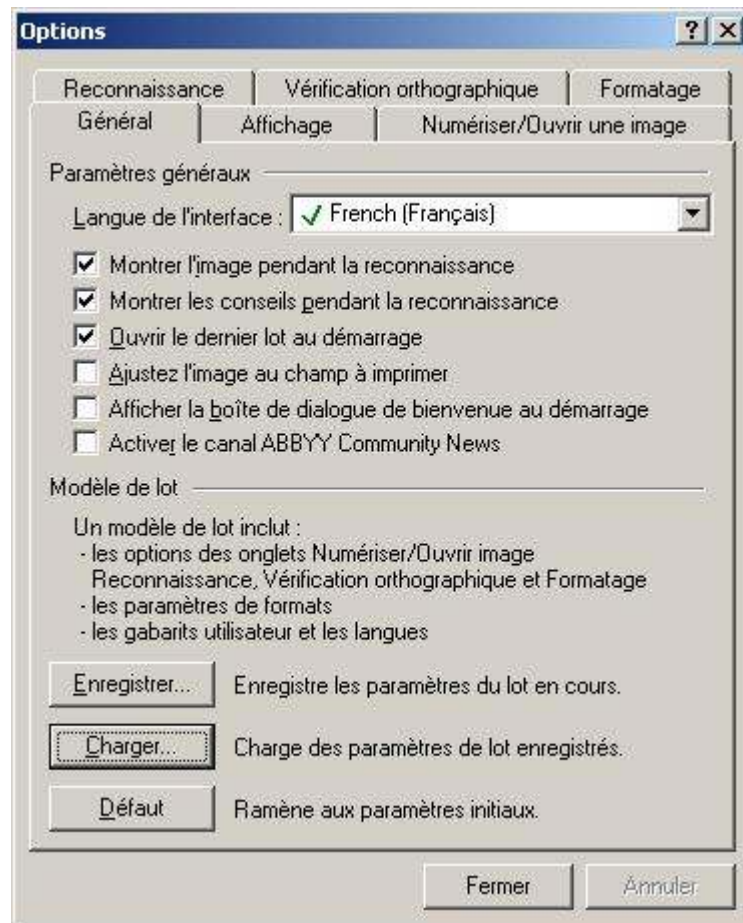 Options
Reconnaissance Vérification orthographique Formatage
Général Affichage Numériser/Ouvrir une image
Paramètres généraux
Langue de l'interface : French (Français)
Montrer l'image pendant la reconnaissance
Montrer les conseils pendant la reconnaissance
Ouvrir le dernier lot au démarrage
Ajustez l'image au champ à imprimer
Afficher la boîte de dialogue de bienvenue au démarrage
Activer le canal ABBYY Community News
Modèle de lot
Un modèle de lot inclut :
- les options des onglets Numériser/Ouvrir image
Reconnaissance, Vérification orthographique et Formatage
- les paramètres de formats
- les gabarits utilisateur et les langues
Enregistrer... Enregistre les paramètres du lot en cours.
Charger... Charge des paramètres de lot enregistrés.
Défaut Ramène aux paramètres initiaux.
Fermer Annuler